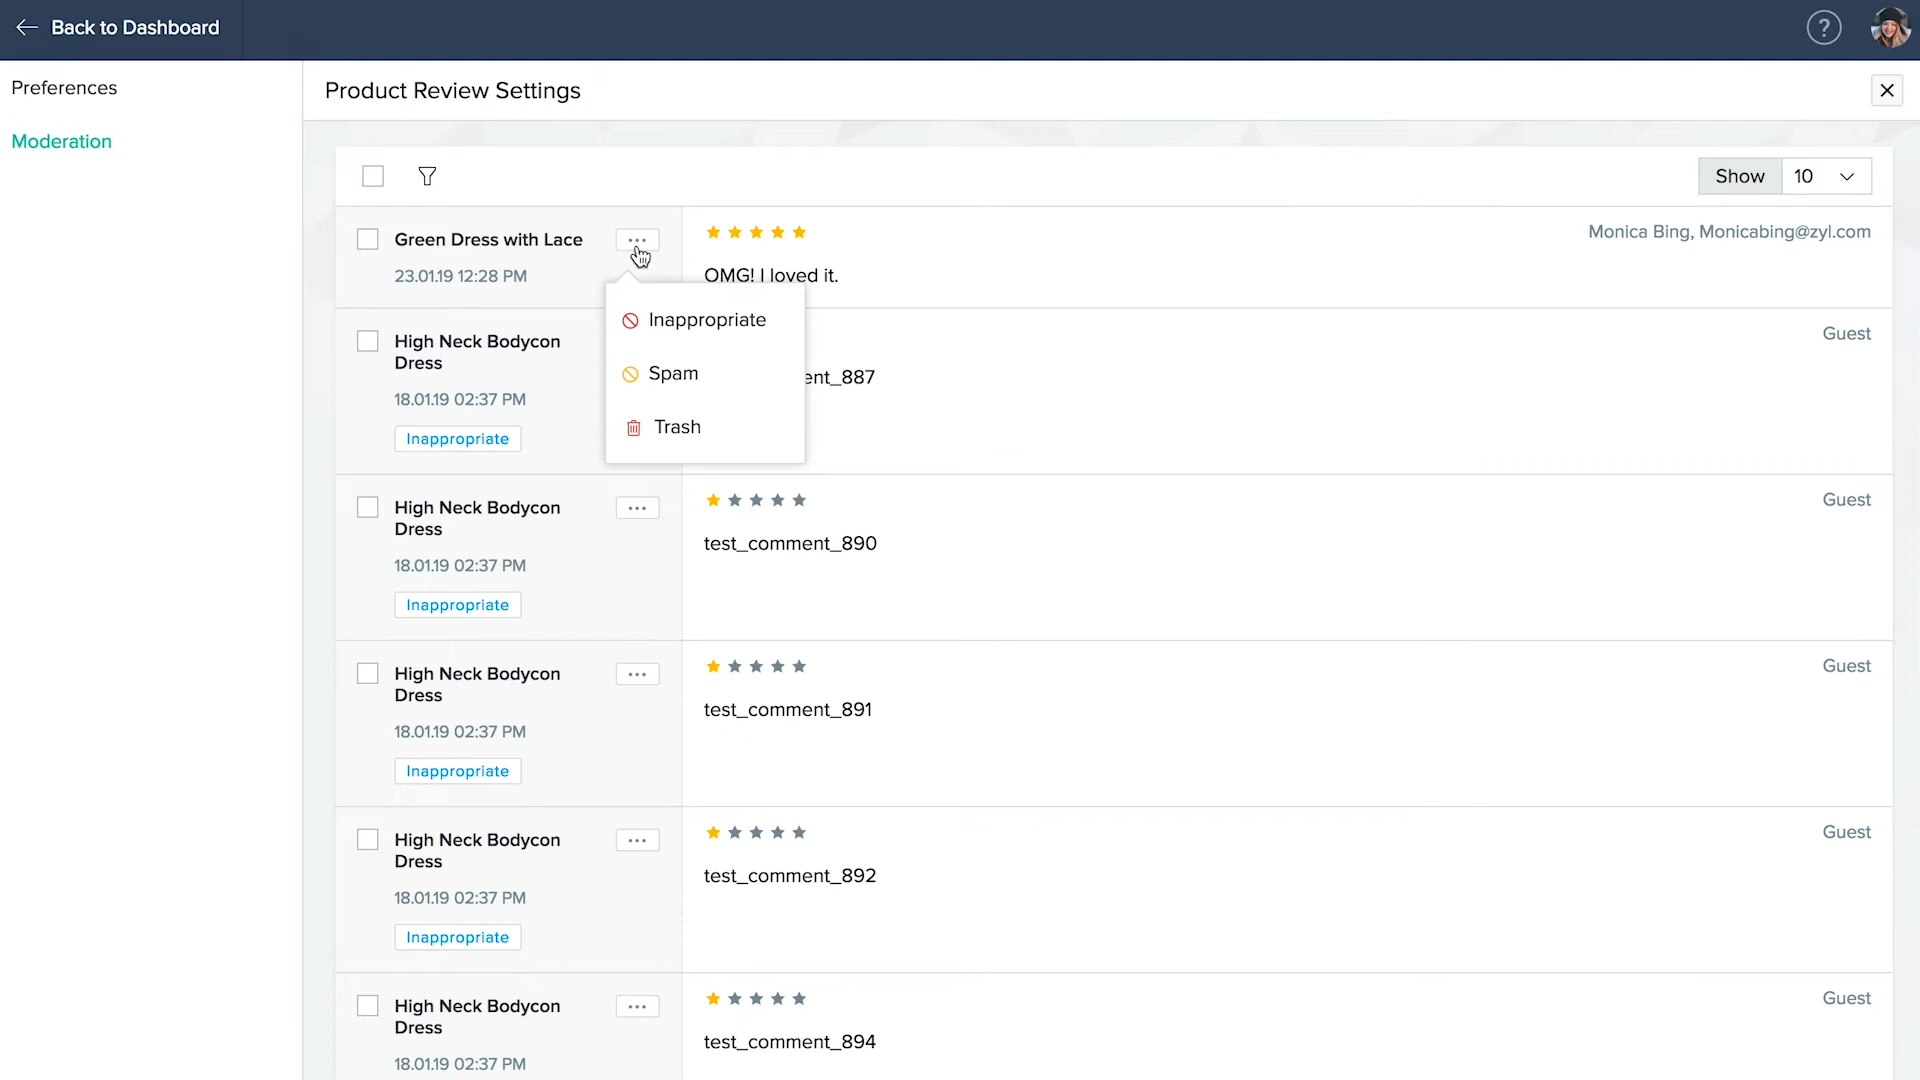 Back to Dashboard
?
Preferences
Moderation
Product Review Settings
Show 10
Green Dress with Lace
23.01.19 12:28 PM
OMG! I loved it.
Monica Bing, Monicabing@zyl.com
Inappropriate
Spam
Trash
High Neck Bodycon
Dress
18.01.19 02:37 PM
Inappropriate
ent_887
Guest
High Neck Bodycon
Dress
18.01.19 02:37 PM
Inappropriate
test_comment_890
Guest
High Neck Bodycon
Dress
18.01.19 02:37 PM
Inappropriate
test_comment_891
Guest
High Neck Bodycon
Dress
18.01.19 02:37 PM
Inappropriate
test_comment_892
Guest
High Neck Bodycon
Dress
18.01.19 02:37 PM
test_comment_894
Guest